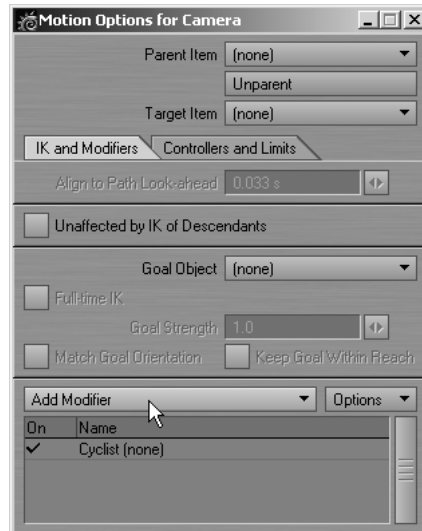 Motion Options for Camera
Parent Item (none)
Unparent
Target Item (none)
IK and Modifiers Controllers and Limits
Align to Path Look-ahead 0.033 s
Unaffected by IK of Descendants
Goal Object (none)
Full-time IK
Goal Strength 1.0
Match Goal Orientation Keep Goal Within Reach
Add Modifier Options
On Name
Cyclist (none)